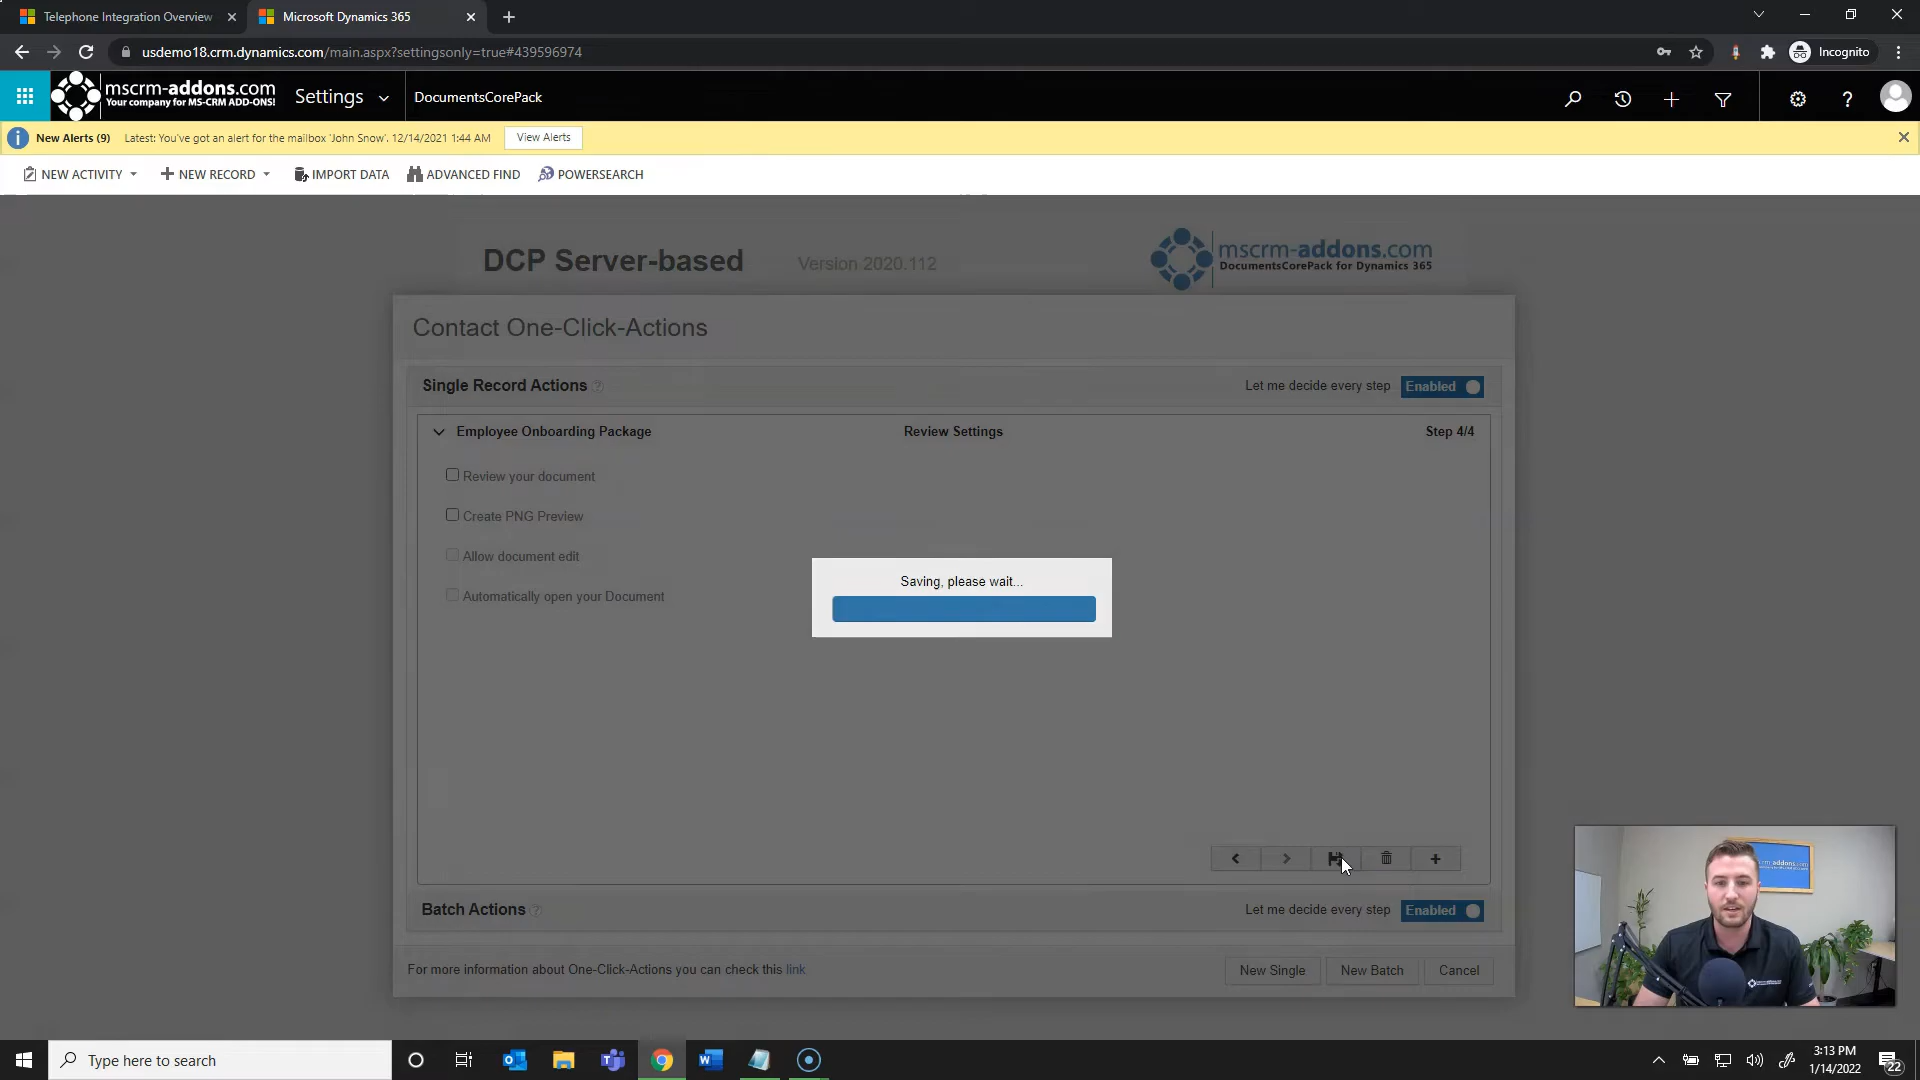 Telephone Integration Overview
Microsoft Dynamics 365
usdemo18.crm.dynamics.com/main.aspx?settingsonly=true#439596974
Incognito
mscrm-addons.com
Your company for MS-CRM ADD-ONS!
Settings
DocumentsCorePack
New Alerts (9)
Latest: You've got an alert for the mailbox 'John Snow'. 12/14/2021 1:44 AM
View Alerts
NEW ACTIVITY
NEW RECORD
IMPORT DATA
ADVANCED FIND
POWERSEARCH
DCP Server-based
Version 2020.112
mscrm-addons.com
DocumentsCorePack for Dynamics 365
Contact One-Click-Actions
Single Record Actions
Let me decide every step
Enabled
Employee Onboarding Package
Review Settings
Step 4/4
Review your document
Create PNG Preview
Allow document edit
Automatically open your Document
Saving, please wait...
Batch Actions
Let me decide every step
Enabled
For more information about One-Click-Actions you can check this link
New Single
New Batch
Cancel
Type here to search
3:13 PM
1/14/2022
22